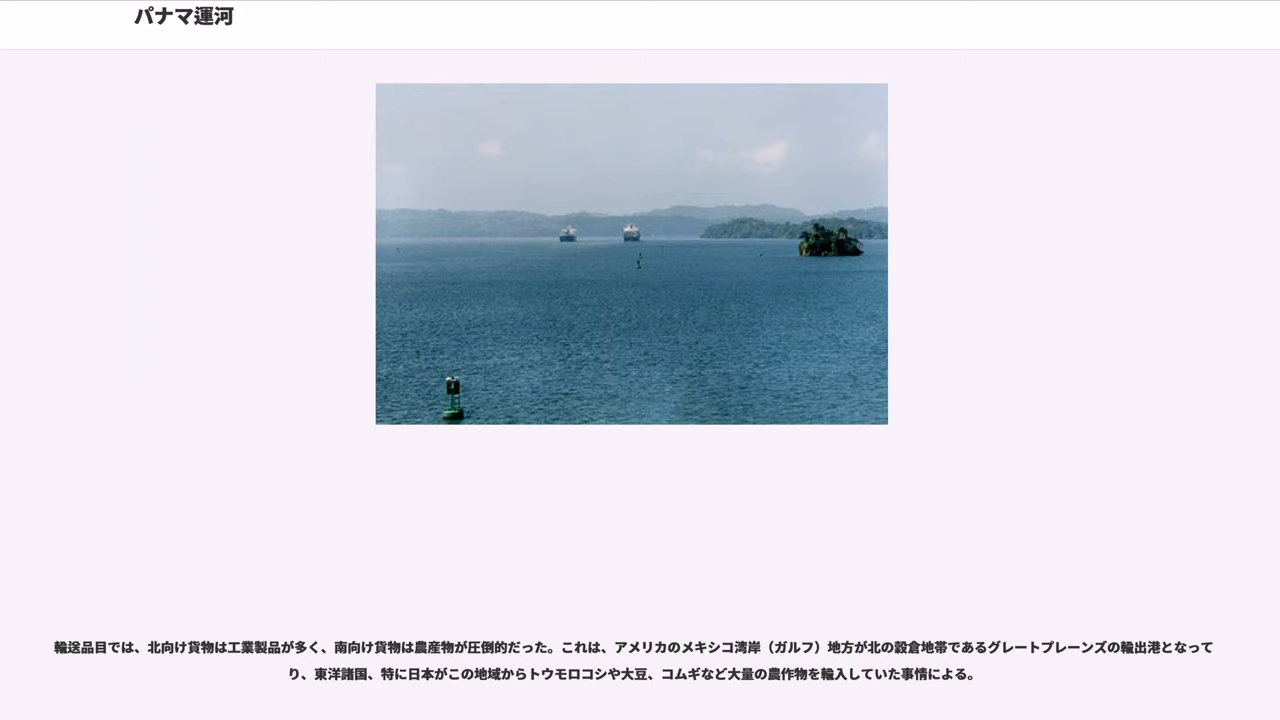 パナマ運河
輸送品目では、北向け貨物は工業製品が多く、南向け貨物は農産物が圧倒的だった。これは、アメリカのメキシコ湾岸（ガルフ）地方が北の穀倉地帯であるグレートプレーンズの輸出港となって
り、東洋諸国、特に日本がこの地域からトウモロコシや大豆、コムギなど大量の農作物を輸入していた事情による。